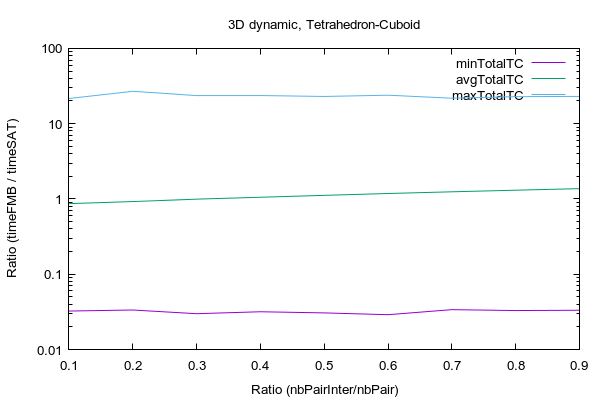 3D dynamic, Tetrahedron-Cuboid
100
10
1
0.1
0.01
Ratio (timeFMB / timeSAT)
minTotalTC
avgTotalTC
maxTotalTC
0.1 0.2 0.3 0.4 0.5 0.6 0.7 0.8 0.9
Ratio (nbPairInter/nbPair)